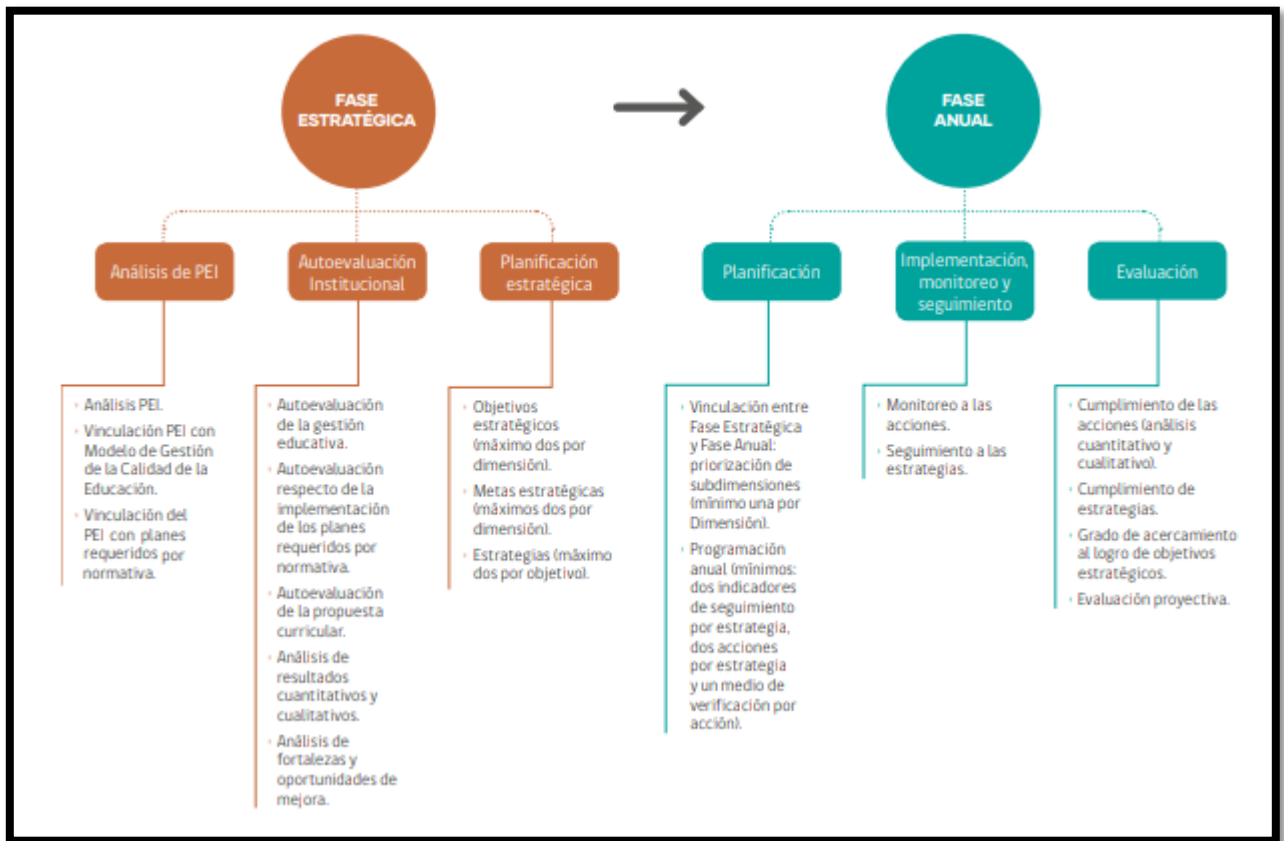 FASE
ESTRATÉGICA
FASE
ANUAL
Análisis de PEI
Autoevaluación
Institucional
Planificación
estratégica
Planificación
Implementación,
monitoreo y
seguimiento
Evaluación
Análisis PEI.
Vinculación PEI con
Modelo de Gestión
de la Calidad de la
Educación.
Vinculación del
PEI con planes
requeridos por
normativa.
Autoevaluación
de la gestión
educativa.
Autoevaluación
respecto de la
implementación
de los planes
requeridos por
normativa.
Autoevaluación
de la propuesta
curricular.
Análisis de
resultados
cuantitativos y
cualitativos.
Análisis de
fortalezas y
oportunidades de
mejora.
Objetivos
estratégicos
(máximo dos por
dimensión).
Metas estratégicas
(máximos dos por
dimensión).
Estrategias (máximo
dos por objetivo).
Vinculación entre
Fase Estratégica
y Fase Anual:
priorización de
subdimensiones
(mínimo una por
Dimensión).
Programación
anual (mínimos:
dos indicadores
de seguimiento
por estrategia,
dos acciones
por estrategia
y un medio de
verificación por
acción).
Monitoreo a las
acciones.
Seguimiento a las
estrategias.
Cumplimiento de las
acciones (análisis
cuantitativo y
cualitativo).
Cumplimiento de
estrategias.
Grado de acercamiento
al logro de objetivos
estratégicos.
Evaluación proyectiva.